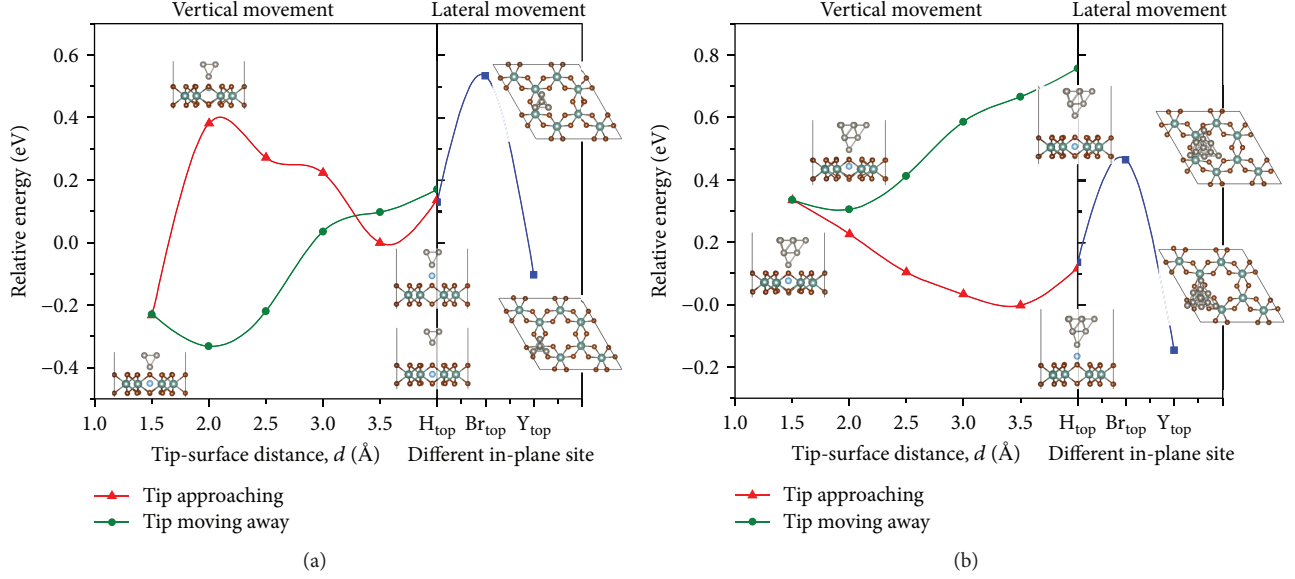 Vertical movement
Lateral movement
0.6
0.4
0.2
0.0
−0.2
−0.4
Relative energy (eV)
1.0
1.5
2.0
2.5
3.0
3.5
Htop
Brtop
Ytop
Tip-surface distance, d (Å)
Different in-plane site
Tip approaching
Tip moving away
(a)
Vertical movement
Lateral movement
0.8
0.6
0.4
0.2
−0.0
−0.2
Relative energy (eV)
1.0
1.5
2.0
2.5
3.0
3.5
Htop
Brtop
Ytop
Tip-surface distance, d (Å)
Different in-plane site
Tip approaching
Tip moving away
(b)